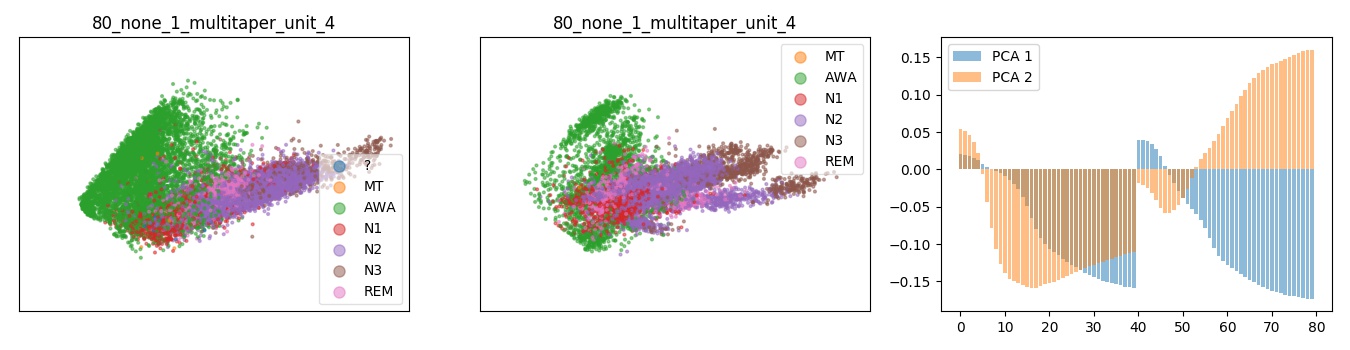 80_none_1_multitaper_unit_4
?
MT
AWA
N1
N2
N3
REM
80_none_1_multitaper_unit_4
MT
AWA
N1
N2
N3
REM
PCA 1
PCA 2
0.15
0.10
0.05
0.00
−0.05
−0.10
−0.15
0 10 20 30 40 50 60 70 80